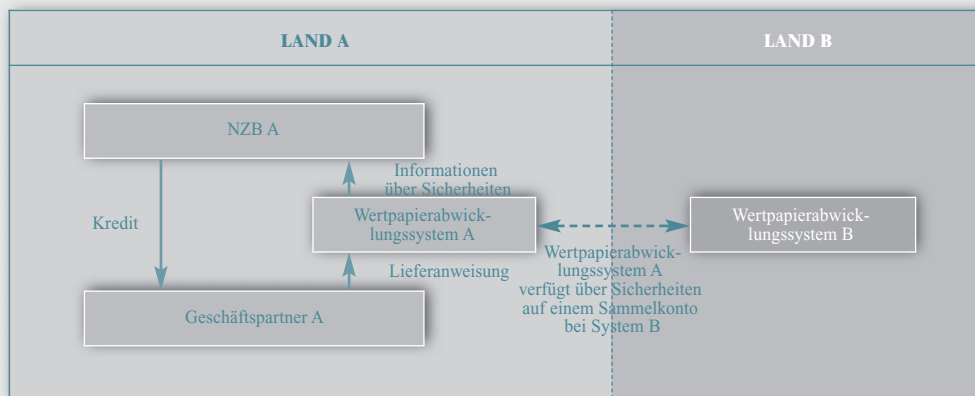 LAND A
LAND B
NZB A
Informationen
über Sicherheiten
Kredit
Wertpapierabwick-
lungssystem A
Wertpapierabwick-
lungssystem B
Lieferanweisung
Wertpapierabwick-
lungssystem A
verfügt über Sicherheiten
auf einem Sammelkonto
bei System B
Geschäftspartner A